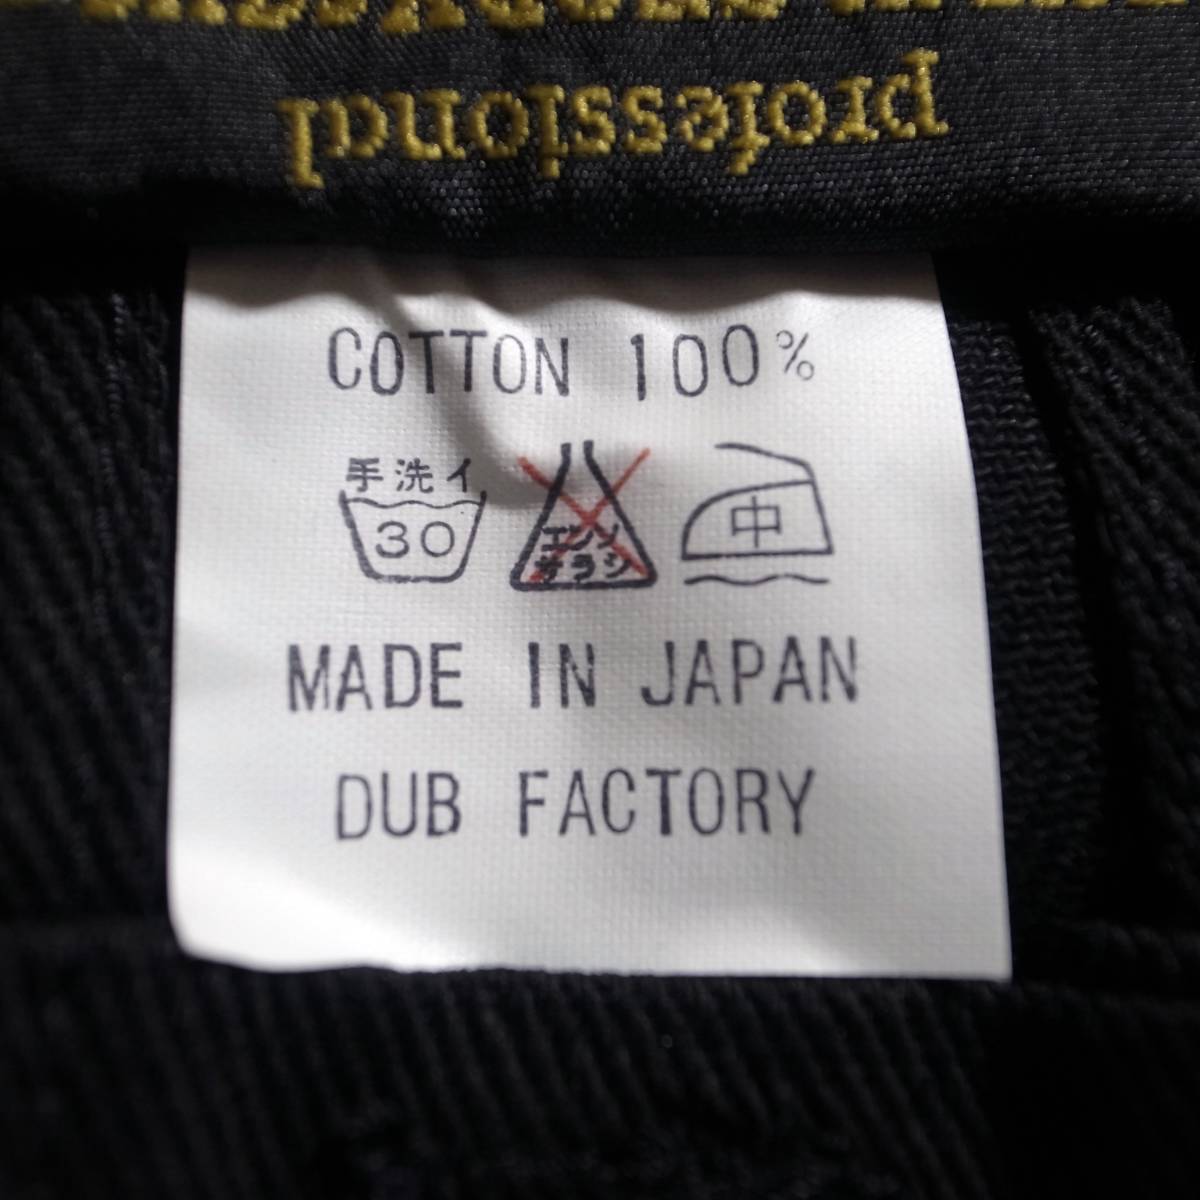 professional
COTTON 100%
手洗イ
30
エンソ
サラシ
中
MADE IN JAPAN
DUB FACTORY